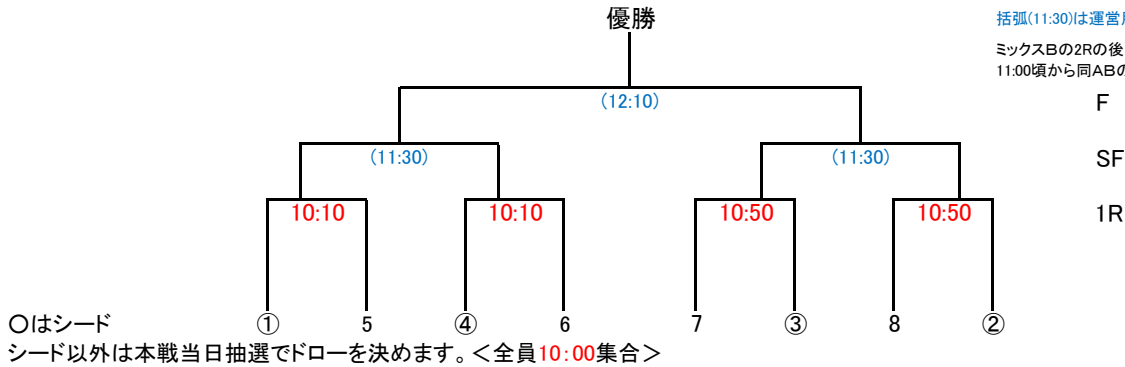 優勝
括弧(11:30)は運営
ミックスBの2Rの後
11:00頃から同ABの
(12:10)
F
(11:30) (11:30)
SF
10:10 10:10 10:50 10:50
1R
〇はシード ① 5 ④ 6 7 ③ 8 ②
シード以外は本戦当日抽選でドローを決めます。<全員10:00集合>